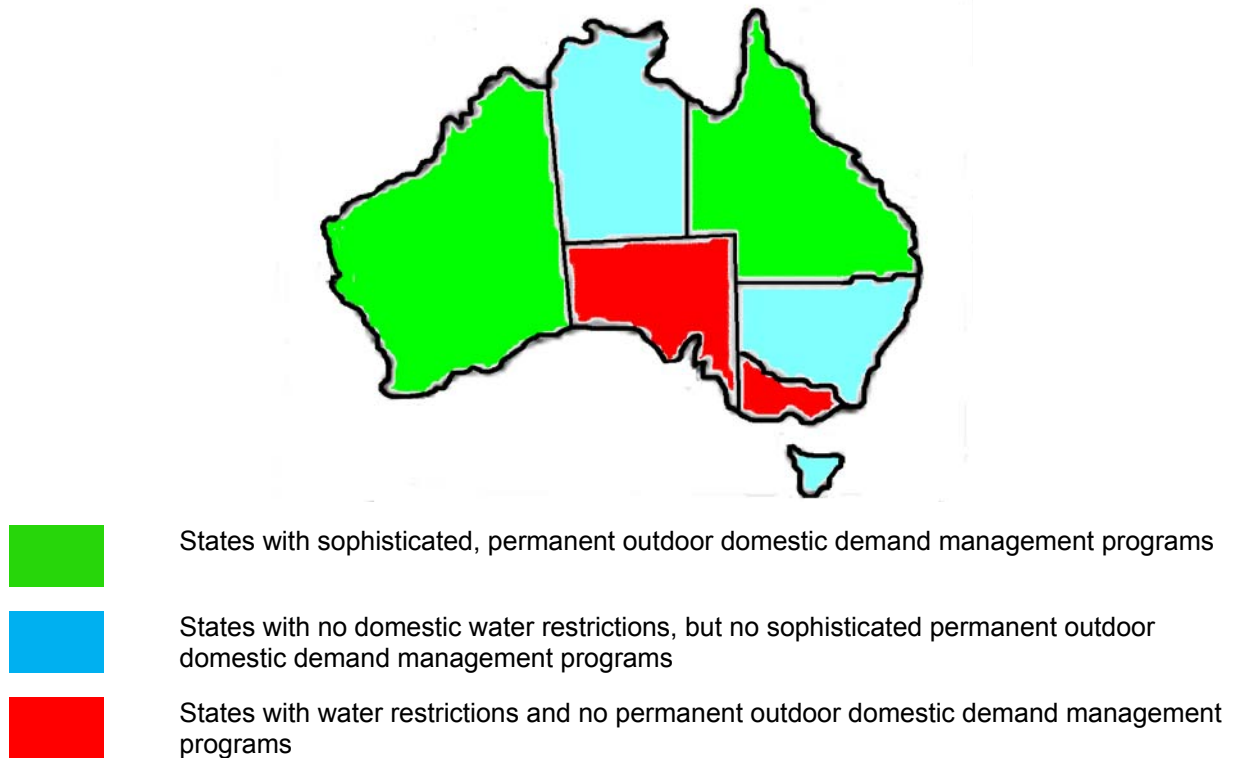 States with sophisticated, permanent outdoor domestic demand management programs
States with no domestic water restrictions, but no sophisticated permanent outdoor
domestic demand management programs
States with water restrictions and no permanent outdoor domestic demand management
programs